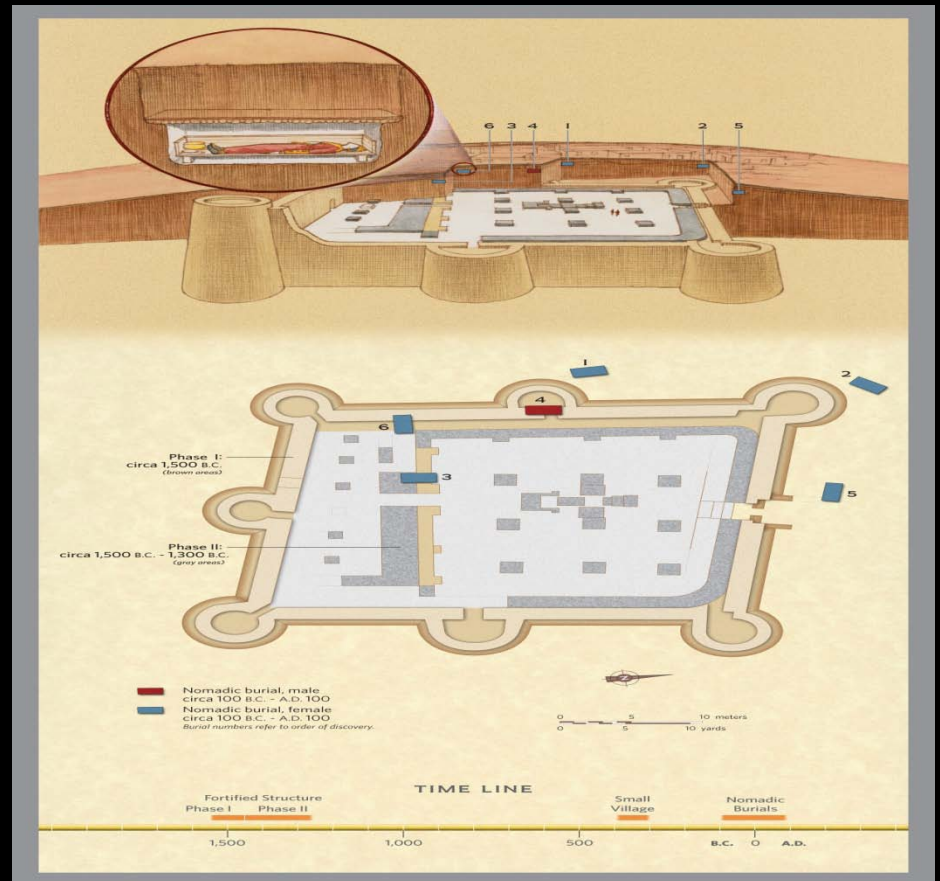 6 3 4 1 2 5
1
2
4
6
3
5
Phase I:
circa 1,500 B.C.
(brown areas)
Phase II:
circa 1,500 B.C. - 1,300 B.C.
(gray areas)
Nomadic burial, male
circa 100 B.C. - A.D. 100
Nomadic burial, female
circa 100 B.C. - A.D. 100
Burial numbers refer to order of discovery.
0 5 10 meters
0 5 10 yards
TIME LINE
Fortified Structure
Phase I Phase II
Small
Village
Nomadic
Burials
1,500 1,000 500 B.C. 0 A.D.